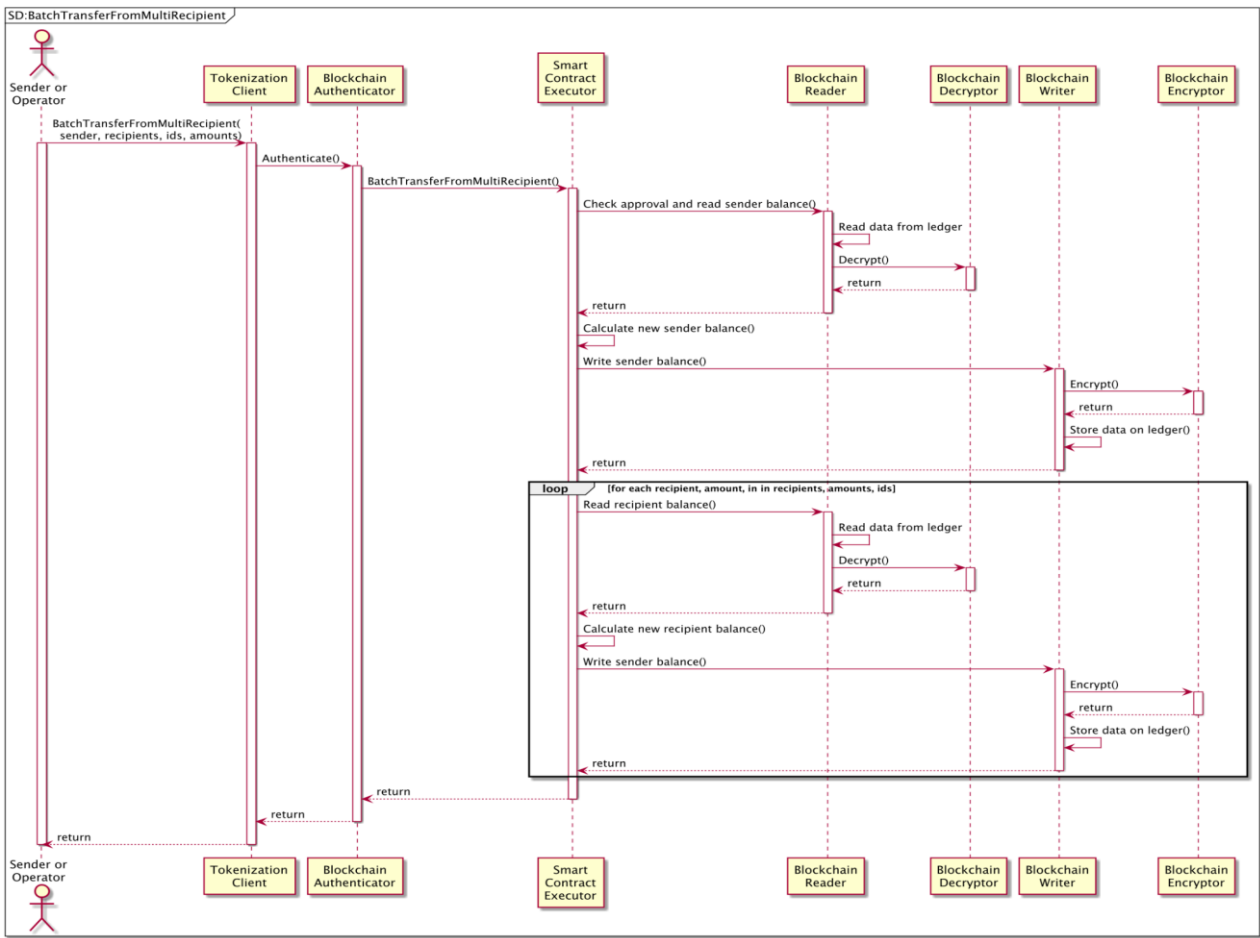 SD:BatchTransferFromMultiRecipient
Sender or
Operator
Tokenization
Client
Blockchain
Authenticator
Smart
Contract
Executor
Blockchain
Reader
Blockchain
Decryptor
Blockchain
Writer
Blockchain
Encryptor
BatchTransferFromMultiRecipient(
sender, recipients, ids, amounts)
Authenticate()
BatchTransferFromMultiRecipient()
Check approval and read sender balance()
Read data from ledger
Decrypt()
return
return
Calculate new sender balance()
Write sender balance()
Encrypt()
return
Store data on ledger()
return
loop [for each recipient, amount, in in recipients, amounts, ids]
Read recipient balance()
Read data from ledger
Decrypt()
return
return
Calculate new recipient balance()
Write sender balance()
Encrypt()
return
Store data on ledger()
return
return
return
return
Sender or
Operator
Tokenization
Client
Blockchain
Authenticator
Smart
Contract
Executor
Blockchain
Reader
Blockchain
Decryptor
Blockchain
Writer
Blockchain
Encryptor